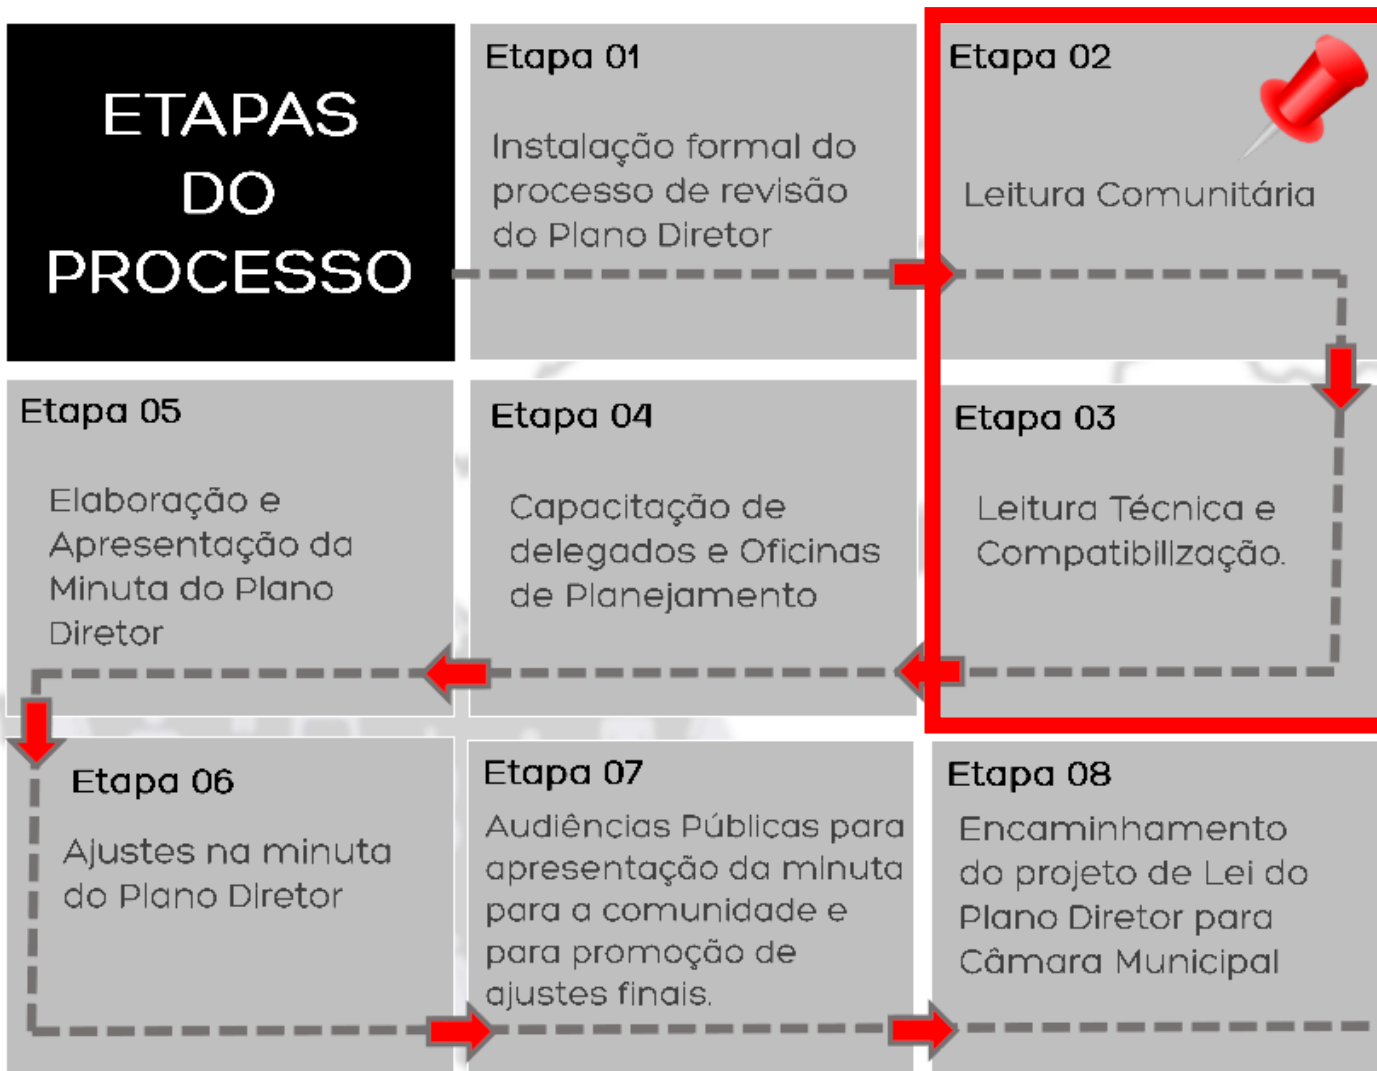 ETAPAS
DO
PROCESSO
Etapa 01
Instalação formal do
processo de revisão
do Plano Diretor
Etapa 02
Leitura Comunitária
Etapa 03
Leitura Técnica e
Compatibilização.
Etapa 04
Capacitação de
delegados e Oficinas
de Planejamento
Etapa 05
Elaboração e
Apresentação da
Minuta do Plano
Diretor
Etapa 06
Ajustes na minuta
do Plano Diretor
Etapa 07
Audiências Públicas para
apresentação da minuta
para a comunidade e
para promoção de
ajustes finais.
Etapa 08
Encaminhamento
do projeto de Lei do
Plano Diretor para
Câmara Municipal